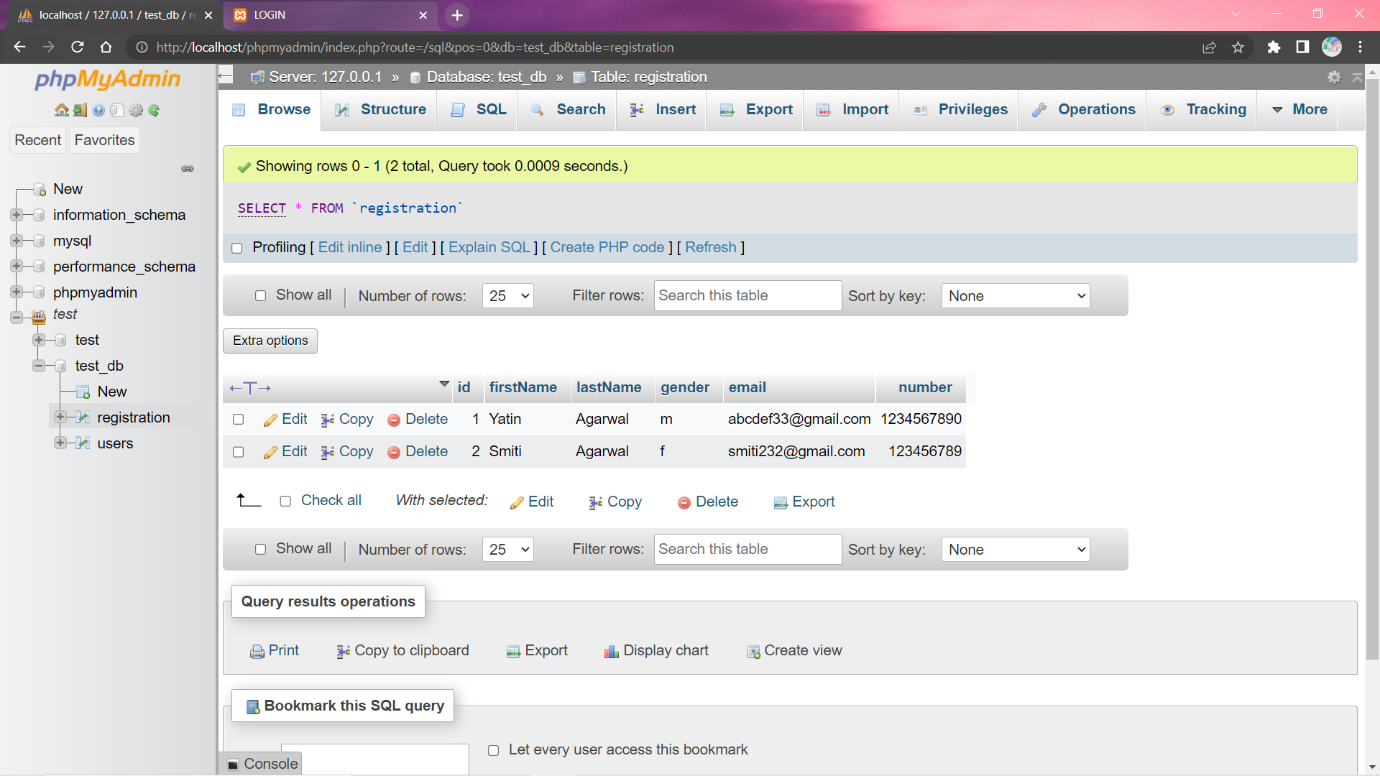 localhost / 127.0.0.1 / test_db / re
LOGIN
http://localhost/phpmyadmin/index.php?route=/sql&pos=0&db=test_db&table=registration
phpMyAdmin
Server: 127.0.0.1 » Database: test_db » Table: registration
Browse Structure SQL Search Insert Export Import Privileges Operations Tracking More
Recent Favorites
New
information_schema
mysql
performance_schema
phpmyadmin
test
test
test_db
New
registration
users
Showing rows 0 - 1 (2 total, Query took 0.0009 seconds.)
SELECT * FROM `registration`
Profiling [ Edit inline ] [ Edit ] [ Explain SQL ] [ Create PHP code ] [ Refresh ]
Show all | Number of rows: 25 Filter rows: Search this table Sort by key: None
Extra options
←T→ id firstName lastName gender email number
Edit Copy Delete 1 Yatin Agarwal m abcdef33@gmail.com 1234567890
Edit Copy Delete 2 Smiti Agarwal f smiti232@gmail.com 123456789
Check all With selected: Edit Copy Delete Export
Show all | Number of rows: 25 Filter rows: Search this table Sort by key: None
Query results operations
Print Copy to clipboard Export Display chart Create view
Bookmark this SQL query
Let every user access this bookmark
Console